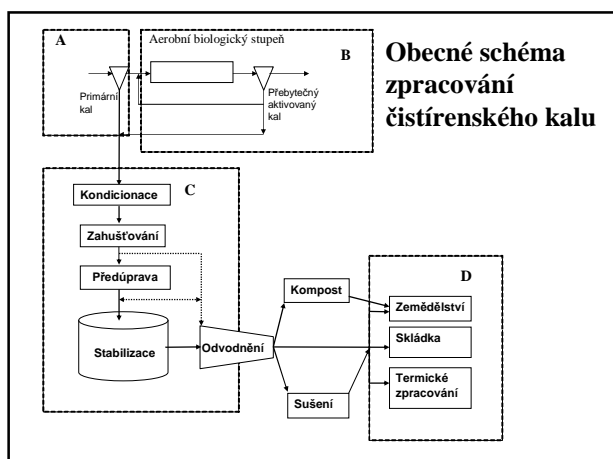 A
Aerobní biologický stupeň
B
Obecné schéma
zpracování
čistírenského kalu
Primární
kal
Přebytečný
aktivovaný
kal
C
Kondicionace
Zahušťování
Předúprava
Stabilizace
Odvodnění
Kompost
Sušení
D
Zemědělství
Skládka
Termické
zpracování